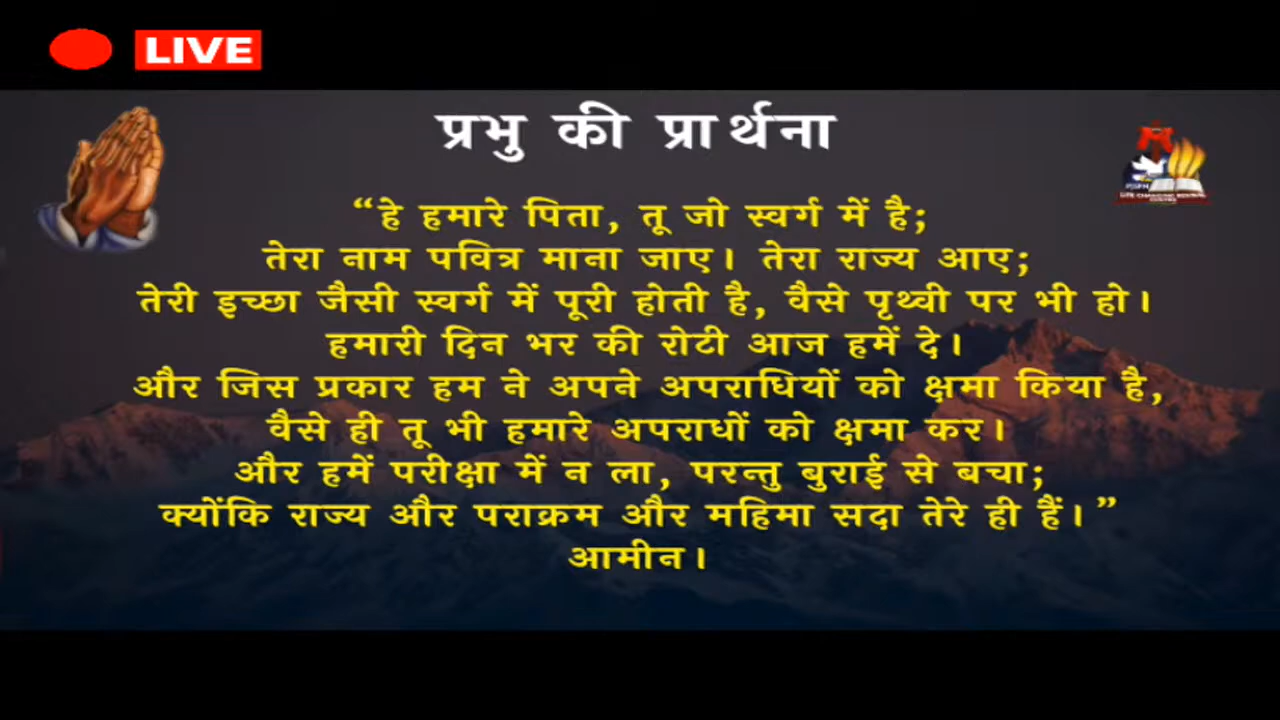 LIVE
प्रभु की प्रार्थना
“हे हमारे पिता, तू जो स्वर्ग में है;
तेरा नाम पवित्र माना जाए। तेरा राज्य आए;
तेरी इच्छा जैसी स्वर्ग में पूरी होती है, वैसे पृथ्वी पर भी हो।
हमारी दिन भर की रोटी आज हमें दे।
और जिस प्रकार हम ने अपने अपराधियों को क्षमा किया है,
वैसे ही तू भी हमारे अपराधों को क्षमा कर।
और हमें परीक्षा में न ला, परन्तु बुराई से बचा;
क्योंकि राज्य और पराक्रम और महिमा सदा तेरे ही हैं।”
आमीन।